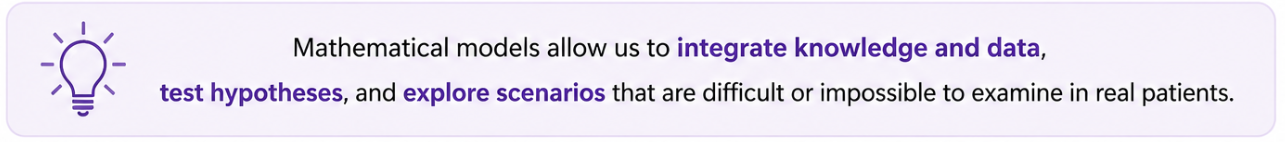 Mathematical models allow us to integrate knowledge and data,
test hypotheses, and explore scenarios that are difficult or impossible to examine in real patients.